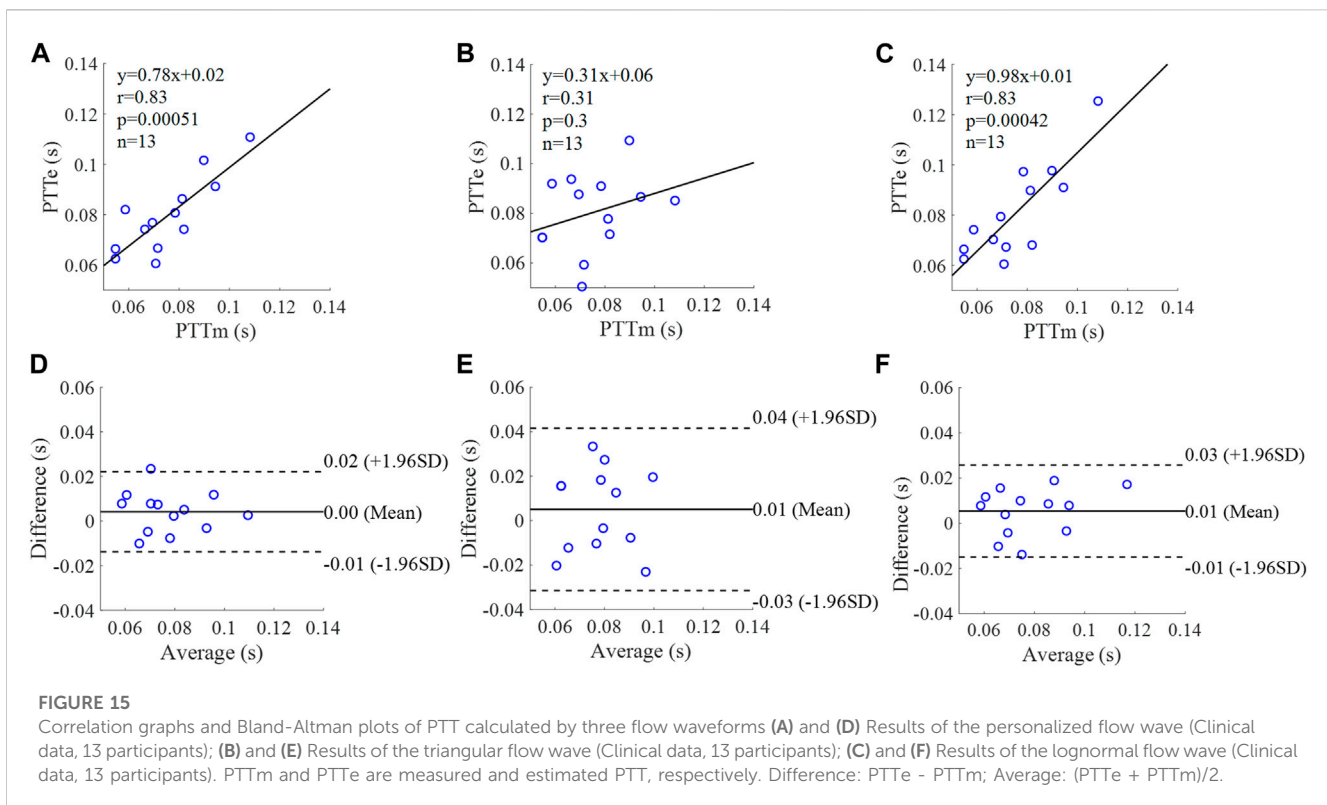 A
0.14
y=0.78x+0.02
r=0.83
0.12
p=0.00051
n=13
0.1
PTTe (s)
0.08
0.06
0.06 0.08 0.1 0.12 0.14
PTTm (s)
B
0.14
y=0.31x+0.06
r=0.31
0.12
p=0.3
n=13
0.1
PTTe (s)
0.08
0.06
0.06 0.08 0.1 0.12 0.14
PTTm (s)
C
0.14
y=0.98x+0.01
r=0.83
0.12
p=0.00042
n=13
0.1
PTTe (s)
0.08
0.06
0.06 0.08 0.1 0.12 0.14
PTTm (s)
D
0.06
0.04
0.02 (+1.96SD)
0.02
Difference (s)
0.00 (Mean)
0
-0.01 (-1.96SD)
-0.02
-0.04
0.06 0.08 0.1 0.12 0.14
Average (s)
E
0.06
0.04 (+1.96SD)
0.04
0.02
Difference (s)
0.01 (Mean)
0
-0.02
-0.03 (-1.96SD)
-0.04
0.06 0.08 0.1 0.12 0.14
Average (s)
F
0.06
0.04
0.03 (+1.96SD)
0.02
Difference (s)
0.01 (Mean)
0
-0.01 (-1.96SD)
-0.02
-0.04
0.06 0.08 0.1 0.12 0.14
Average (s)
FIGURE 15
Correlation graphs and Bland-Altman plots of PTT calculated by three flow waveforms (A) and (D) Results of the personalized flow wave (Clinical
data, 13 participants); (B) and (E) Results of the triangular flow wave (Clinical data, 13 participants); (C) and (F) Results of the lognormal flow wave (Clinical
data, 13 participants). PTTm and PTTe are measured and estimated PTT, respectively. Difference: PTTe - PTTm; Average: (PTTe + PTTm)/2.